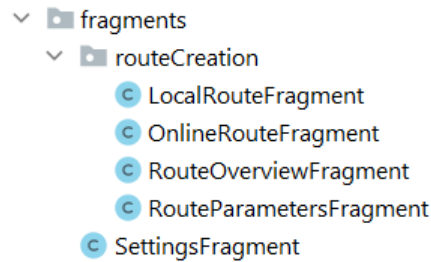 fragments
routeCreation
C LocalRouteFragment
C OnlineRouteFragment
C RouteOverviewFragment
C RouteParametersFragment
C SettingsFragment